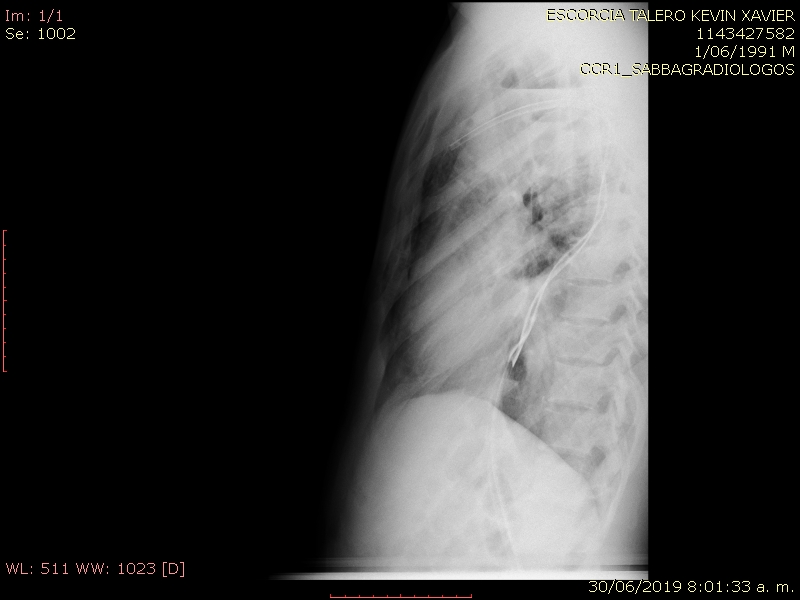 Im: 1/1
Se: 1002
ESCORCIA TALERO KEVIN XAVIER
1143427582
1/06/1991 M
CCR1_SABBAGRADIOLOGOS
WL: 511 WW: 1023 [D]
30/06/2019 8:01:33 a. m.